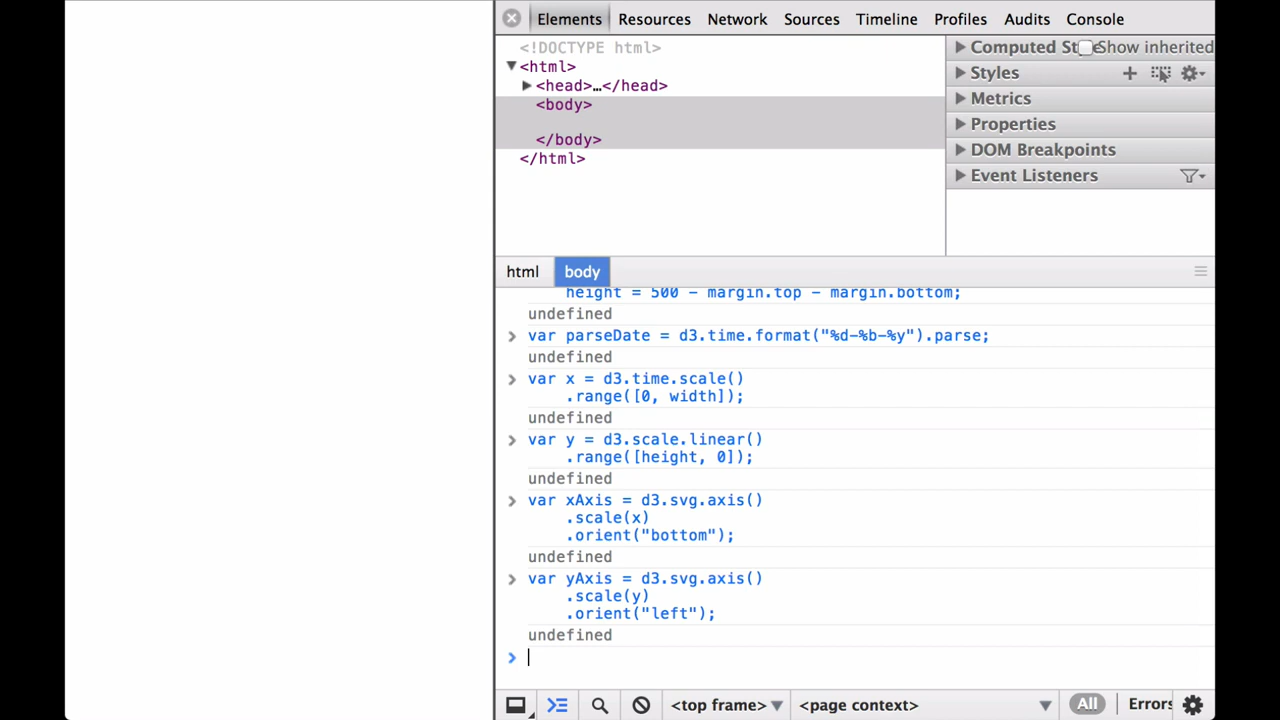 Elements Resources Network Sources Timeline Profiles Audits Console
<!DOCTYPE html>
▼<html>
▶<head>…</head>
<body>
</body>
</html>
▶ Computed Style Show inherited
▶ Styles
▶ Metrics
▶ Properties
▶ DOM Breakpoints
▶ Event Listeners
html body
height = 500 - margin.top - margin.bottom;
undefined
> var parseDate = d3.time.format("%d-%b-%y").parse;
undefined
> var x = d3.time.scale()
.range([0, width]);
undefined
> var y = d3.scale.linear()
.range([height, 0]);
undefined
> var xAxis = d3.svg.axis()
.scale(x)
.orient("bottom");
undefined
> var yAxis = d3.svg.axis()
.scale(y)
.orient("left");
undefined
>
<top frame> ▼ <page context> ▼ All Errors